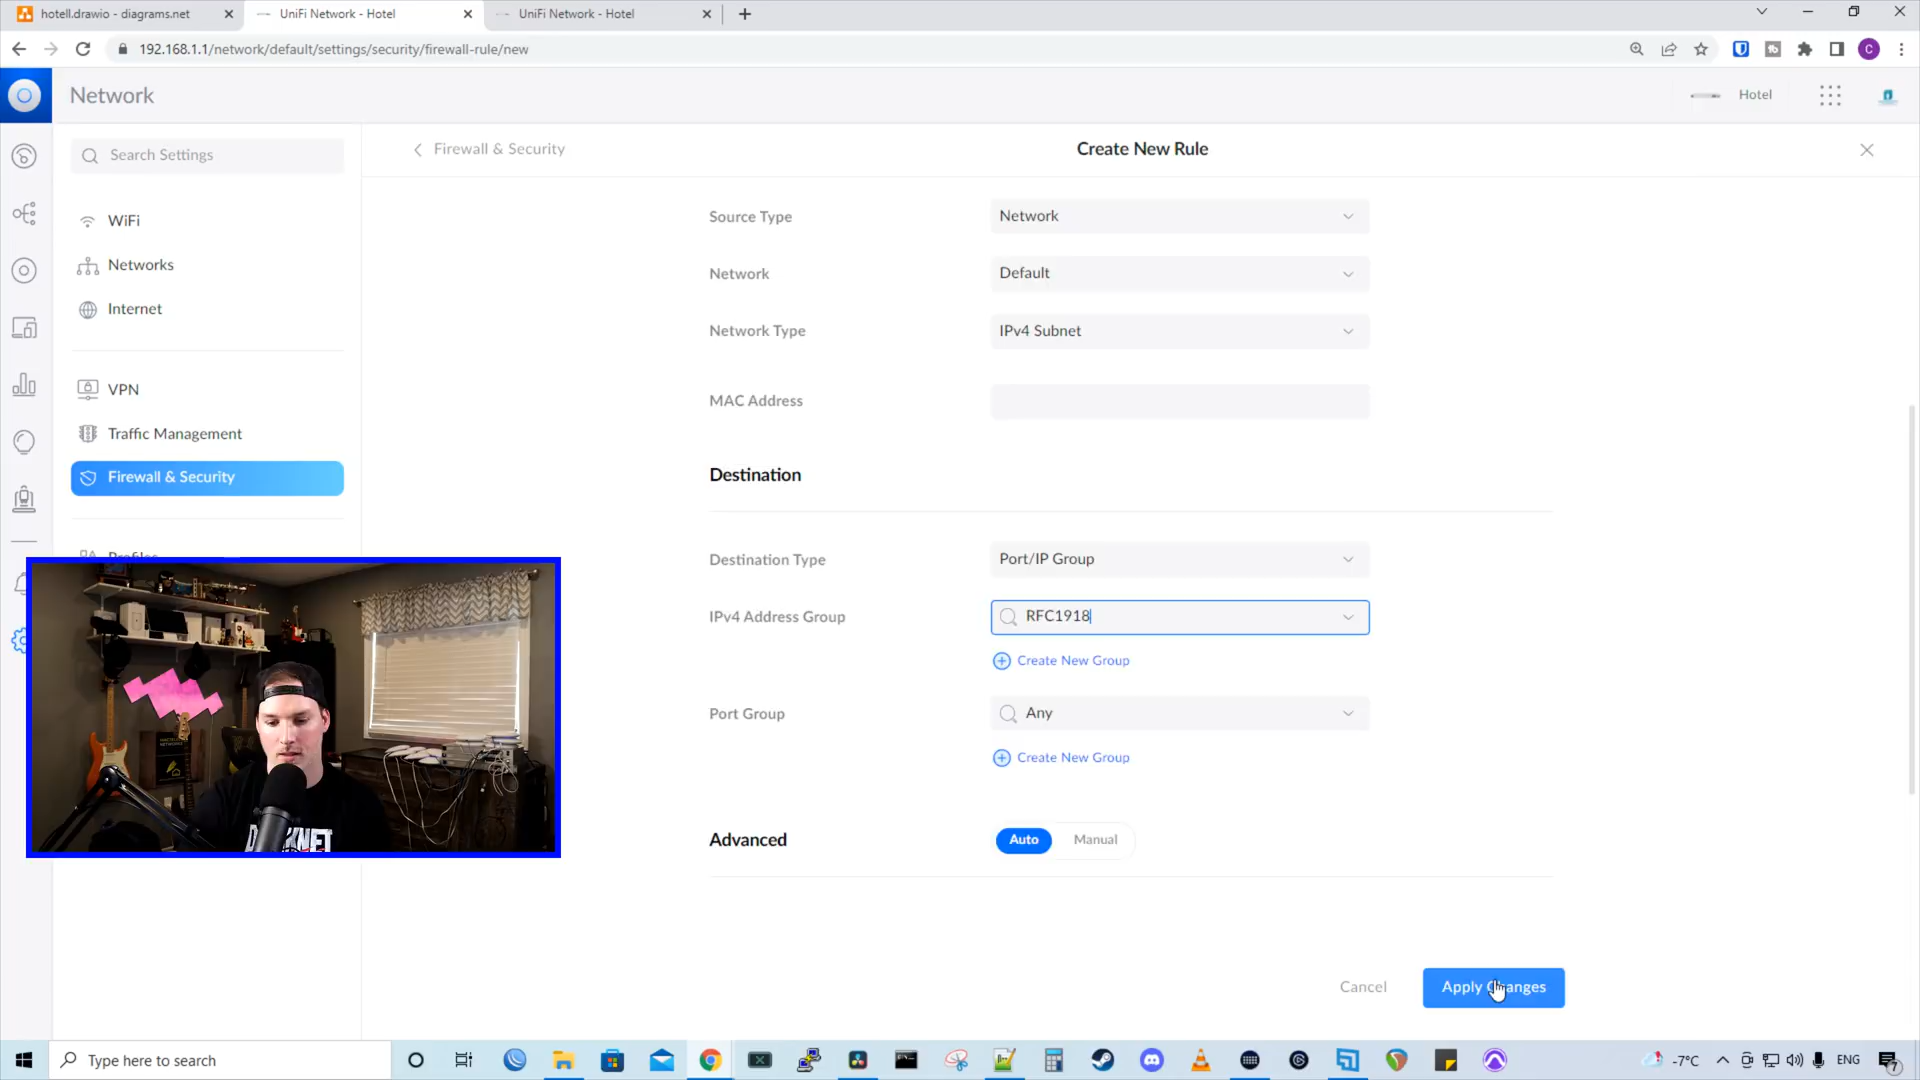 hotell.drawio - diagrams.net
UniFi Network - Hotel
UniFi Network - Hotel
192.168.1.1/network/default/settings/security/firewall-rule/new
C
Network
Hotel
Search Settings
Firewall & Security
Create New Rule
WiFi
Networks
Internet
VPN
Traffic Management
Firewall & Security
Profiles
Source Type
Network
Network
Default
Network Type
IPv4 Subnet
MAC Address
Destination
Destination Type
Port/IP Group
IPv4 Address Group
RFC1918
Create New Group
Port Group
Any
Create New Group
Advanced
Auto
Manual
Cancel
Apply Changes
Type here to search
-7°C
ENG
7